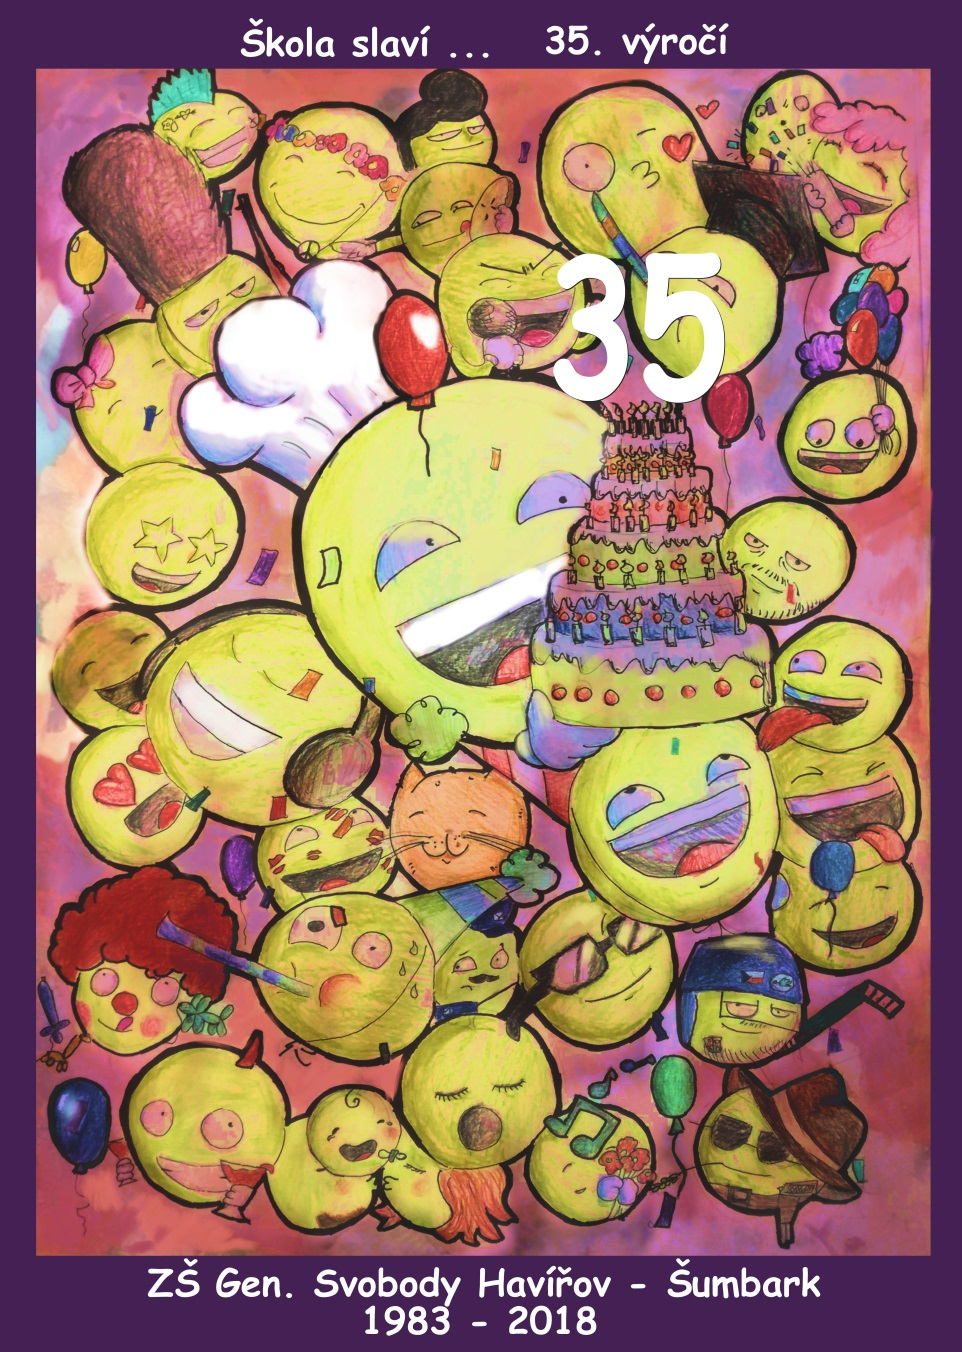 Škola slaví ... 35. výročí
35
ZŠ Gen. Svobody Havířov - Šumbark
1983 - 2018